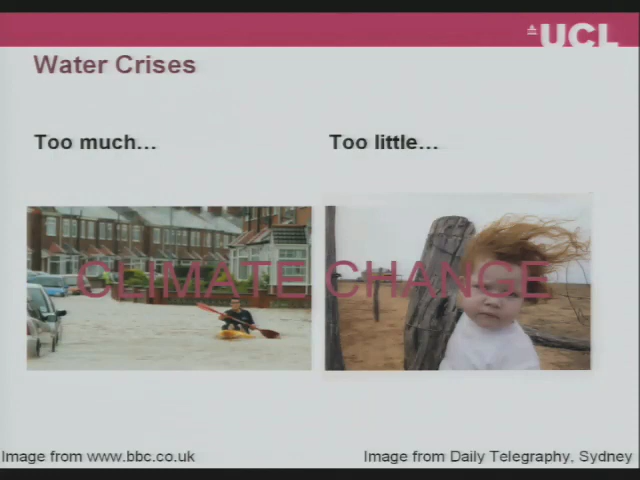 UCL
Water Crises
Too much...
Too little...
CLIMATE CHANGE
Image from www.bbc.co.uk
Image from Daily Telegraphy, Sydney